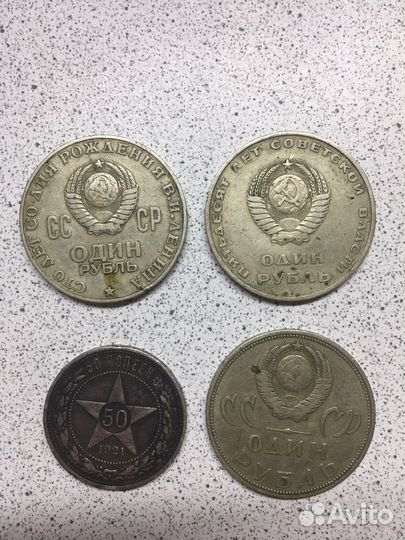 СТО ЛЕТ СО ДНЯ РОЖДЕНИЯ В.И.ЛЕНИНА
СС СР
ОДИН
РУБЛЬ
ПЯТЬДЕСЯТ ЛЕТ СОВЕТСКОЙ ВЛАСТИ
ОДИН
РУБЛЬ
50 КОПЕЕК
50
1921
СС СР
ОДИН
РУБЛЬ
Avito